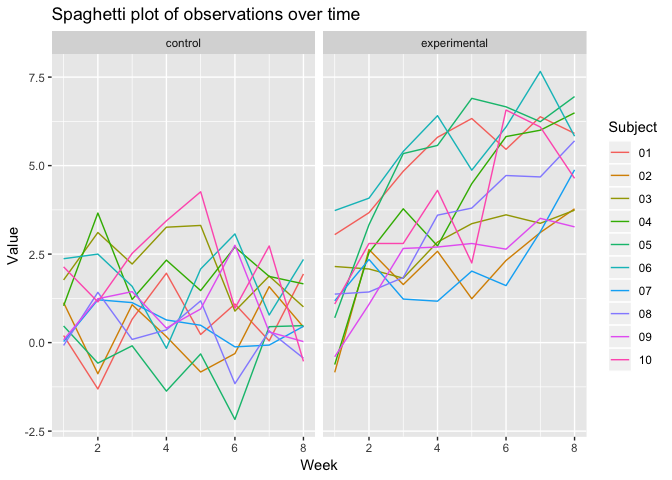 Spaghetti plot of observations over time
control
experimental
7.5
5.0
2.5
0.0
-2.5
Value
2 4 6 8
2 4 6 8
Week
Subject
01
02
03
04
05
06
07
08
09
10